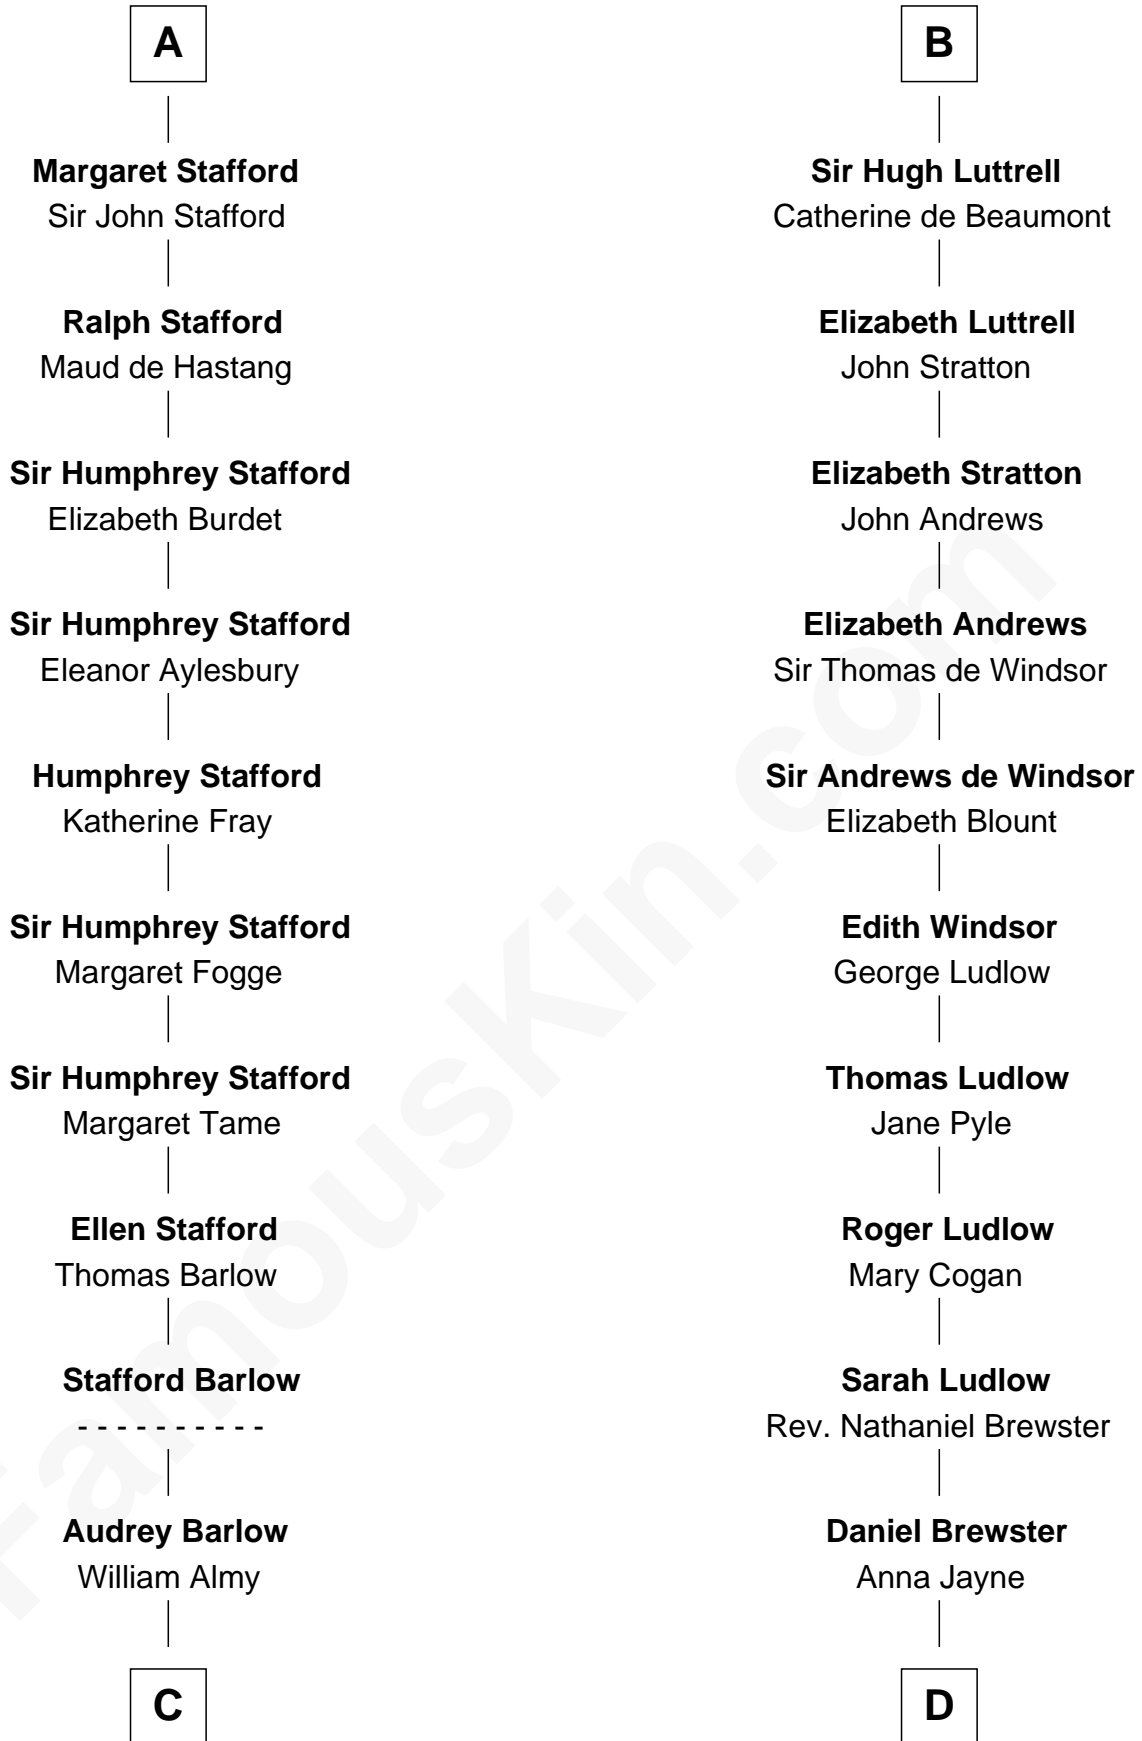 A
Margaret Stafford
Sir John Stafford
Ralph Stafford
Maud de Hastang
Sir Humphrey Stafford
Elizabeth Burdet
Sir Humphrey Stafford
Eleanor Aylesbury
Humphrey Stafford
Katherine Fray
Sir Humphrey Stafford
Margaret Fogge
Sir Humphrey Stafford
Margaret Tame
Ellen Stafford
Thomas Barlow
Stafford Barlow
- - - - - - - - - -
Audrey Barlow
William Almy
C
B
Sir Hugh Luttrell
Catherine de Beaumont
Elizabeth Luttrell
John Stratton
Elizabeth Stratton
John Andrews
Elizabeth Andrews
Sir Thomas de Windsor
Sir Andrews de Windsor
Elizabeth Blount
Edith Windsor
George Ludlow
Thomas Ludlow
Jane Pyle
Roger Ludlow
Mary Cogan
Sarah Ludlow
Rev. Nathaniel Brewster
Daniel Brewster
Anna Jayne
D
FamousKin.com